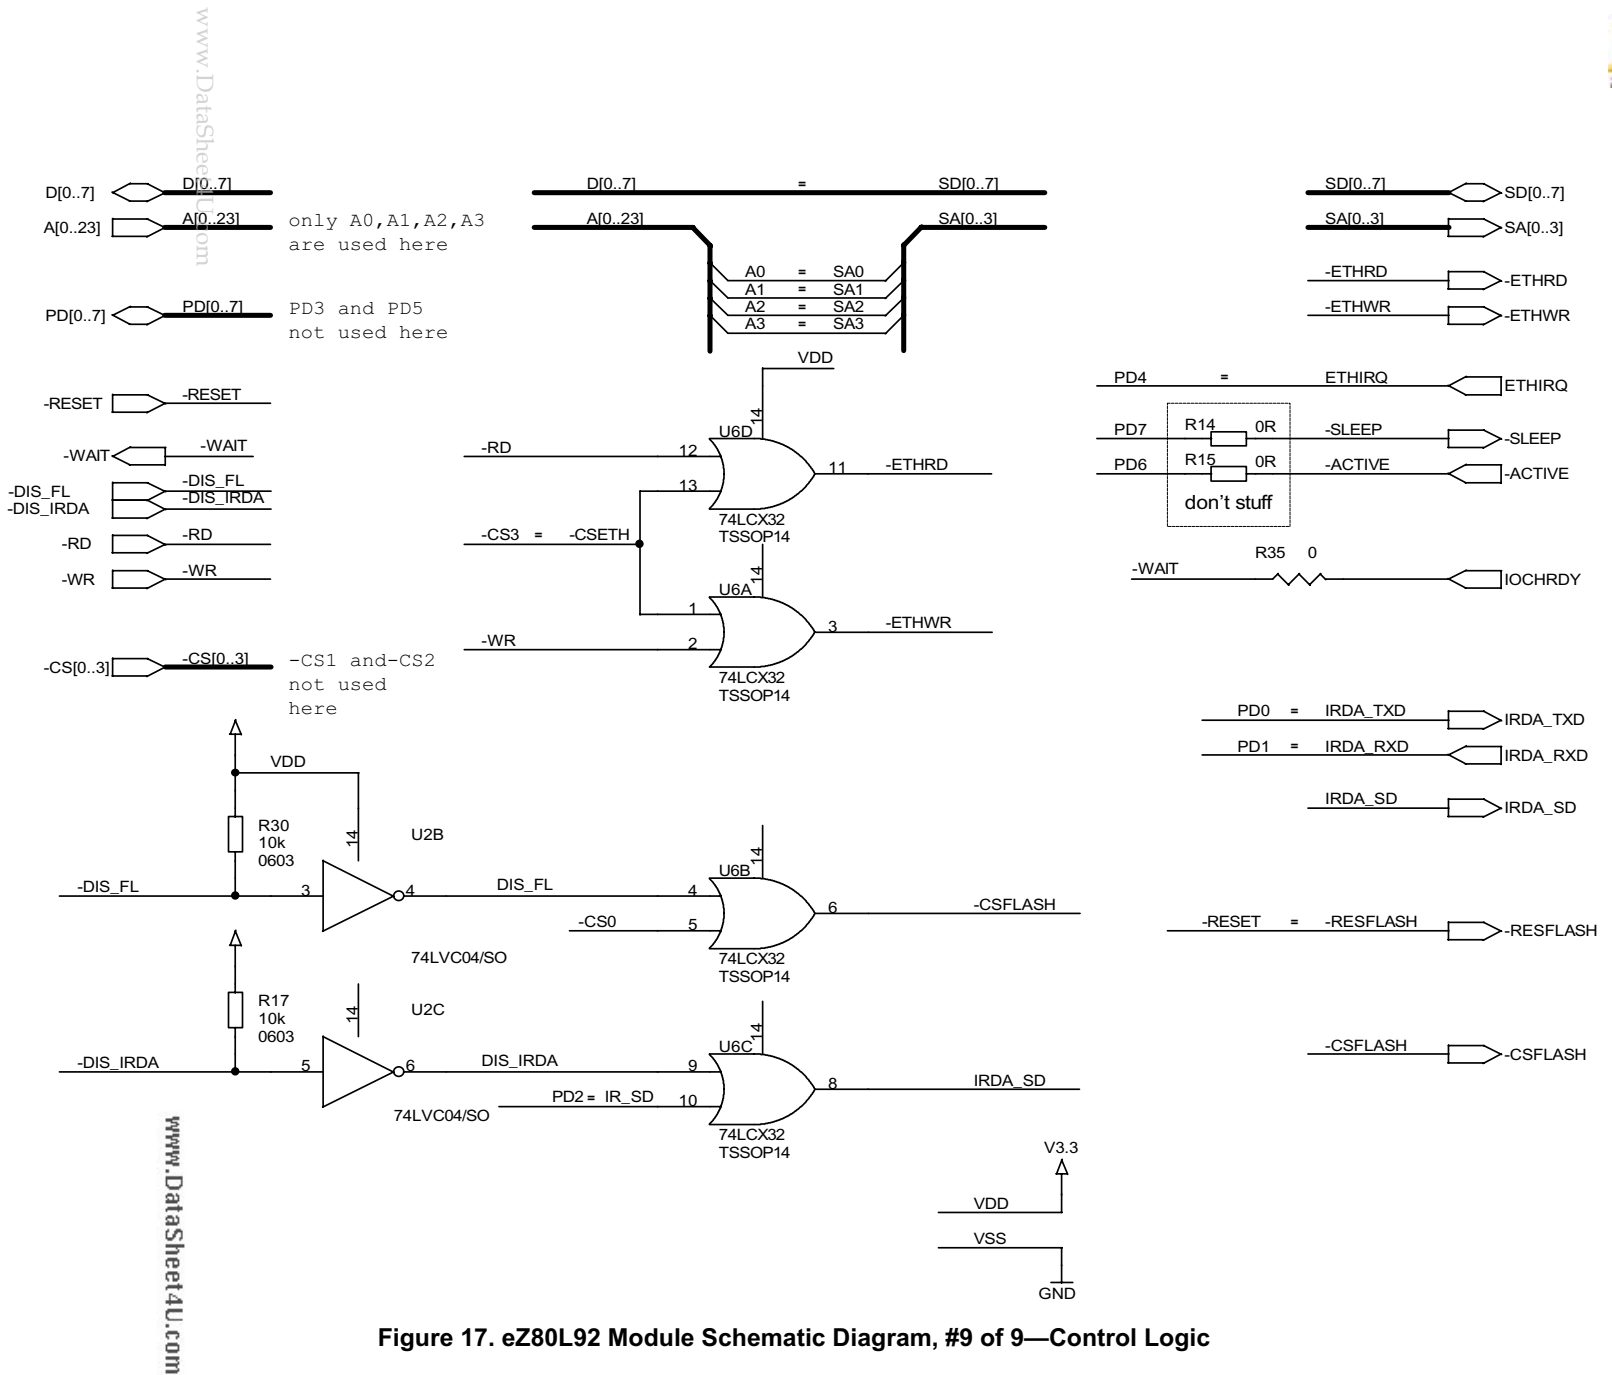 www.DataSheet4U.com
D[0..7] D[0..7]
A[0..23] A[0..23]
only A0,A1,A2,A3
are used here
PD[0..7] PD[0..7]
PD3 and PD5
not used here
-RESET -RESET
-WAIT -WAIT
-DIS_FL -DIS_FL
-DIS_IRDA -DIS_IRDA
-RD -RD
-WR -WR
-CS[0..3] -CS[0..3]
-CS1 and-CS2
not used
here
D[0..7] = SD[0..7]
A[0..23] SA[0..3]
A0 = SA0
A1 = SA1
A2 = SA2
A3 = SA3
VDD
14
U6D
-RD 12
13
11 -ETHRD
74LCX32
TSSOP14
-CS3 = -CSETH
14
U6A
1
-WR 2
3 -ETHWR
74LCX32
TSSOP14
SD[0..7] SD[0..7]
SA[0..3] SA[0..3]
-ETHRD -ETHRD
-ETHWR -ETHWR
PD4 = ETHIRQ ETHIRQ
PD7 R14 0R -SLEEP -SLEEP
PD6 R15 0R -ACTIVE -ACTIVE
don't stuff
-WAIT R35 0 IOCHRDY
PD0 = IRDA_TXD IRDA_TXD
PD1 = IRDA_RXD IRDA_RXD
IRDA_SD IRDA_SD
-RESET = -RESFLASH -RESFLASH
-CSFLASH -CSFLASH
VDD
R30
10k
0603
14
U2B
-DIS_FL 3 4 DIS_FL 4
-CS0 5
74LVC04/SO
14
U6B
6 -CSFLASH
74LCX32
TSSOP14
R17
10k
0603
14
U2C
-DIS_IRDA 5 6 DIS_IRDA 9
PD2 = IR_SD 10
74LVC04/SO
14
U6C
8 IRDA_SD
74LCX32
TSSOP14
V3.3
VDD
VSS
GND
www.DataSheet4U.com
Figure 17. eZ80L92 Module Schematic Diagram, #9 of 9—Control Logic